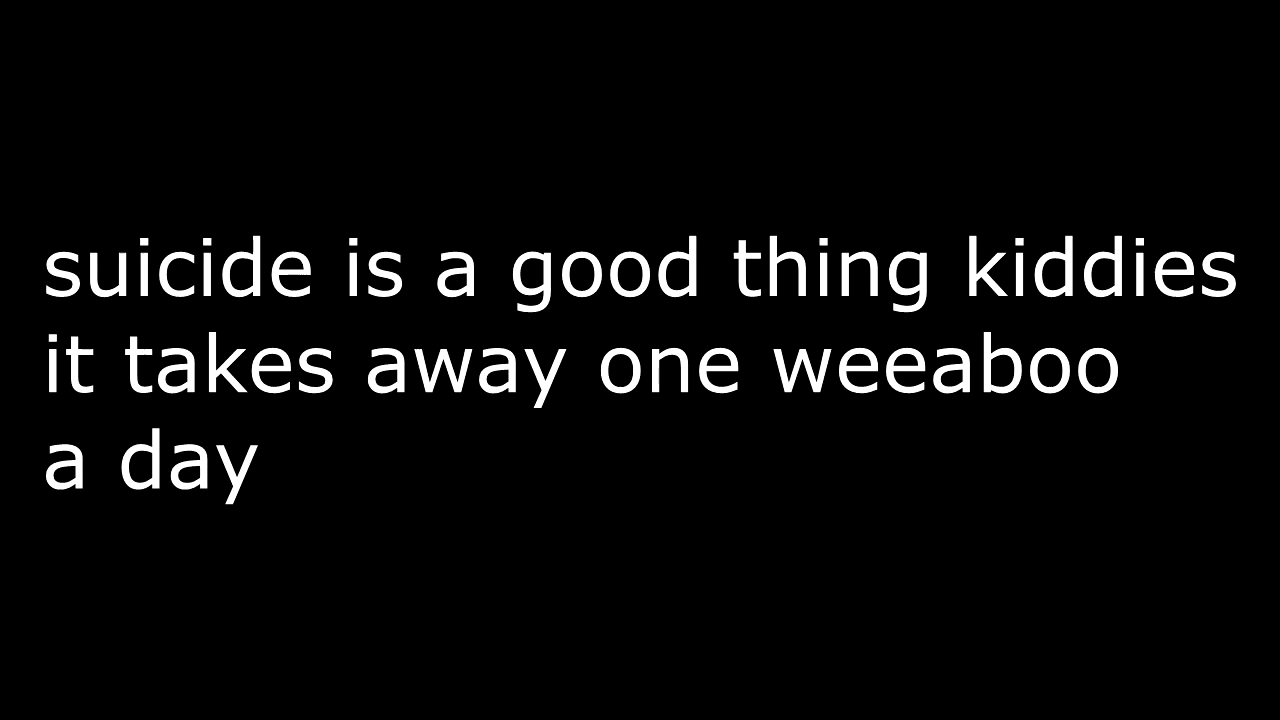 suicide is a good thing kiddies
it takes away one weeaboo
a day